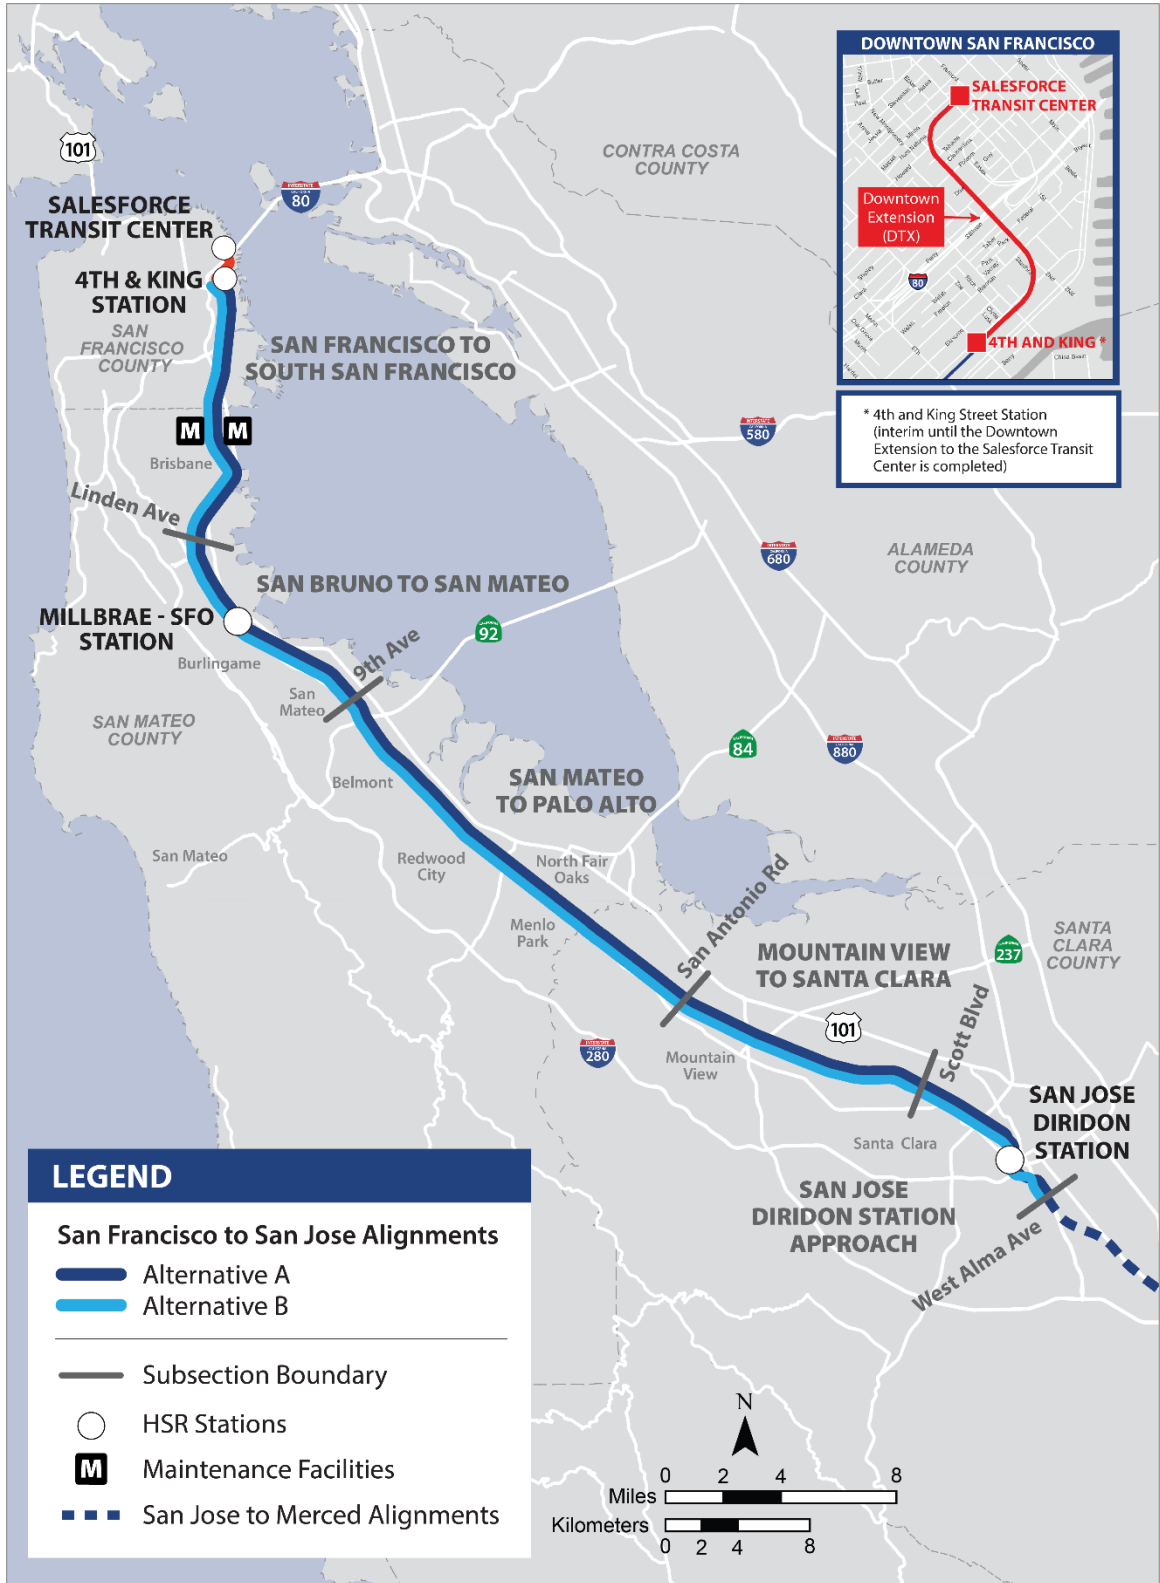 DOWNTOWN SAN FRANCISCO
SALESFORCE
TRANSIT CENTER
Downtown
Extension
(DTX)
80
4TH AND KING *
* 4th and King Street Station
(interim until the Downtown
Extension to the Salesforce Transit
Center is completed)
101
CONTRA COSTA
COUNTY
INTERSTATE
CALIFORNIA
80
SALESFORCE
TRANSIT CENTER
4TH & KING
STATION
SAN
FRANCISCO
COUNTY
SAN FRANCISCO TO
SOUTH SAN FRANCISCO
M
M
580
Brisbane
Linden Ave
680
ALAMEDA
COUNTY
SAN BRUNO TO SAN MATEO
MILLBRAE - SFO
STATION
92
9th Ave
Burlingame
San
Mateo
SAN MATEO
COUNTY
84
880
Belmont
SAN MATEO
TO PALO ALTO
San Mateo
Redwood
City
North Fair
Oaks
San Antonio Rd
Menlo
Park
MOUNTAIN VIEW
TO SANTA CLARA
237
SANTA
CLARA
COUNTY
101
Scott Blvd
280
Mountain
View
SAN JOSE
DIRIDON
STATION
Santa Clara
SAN JOSE
DIRIDON STATION
APPROACH
West Alma Ave
LEGEND
San Francisco to San Jose Alignments
Alternative A
Alternative B
Subsection Boundary
HSR Stations
M
Maintenance Facilities
San Jose to Merced Alignments
N
0 2 4 8
Miles
Kilometers
0 2 4 8